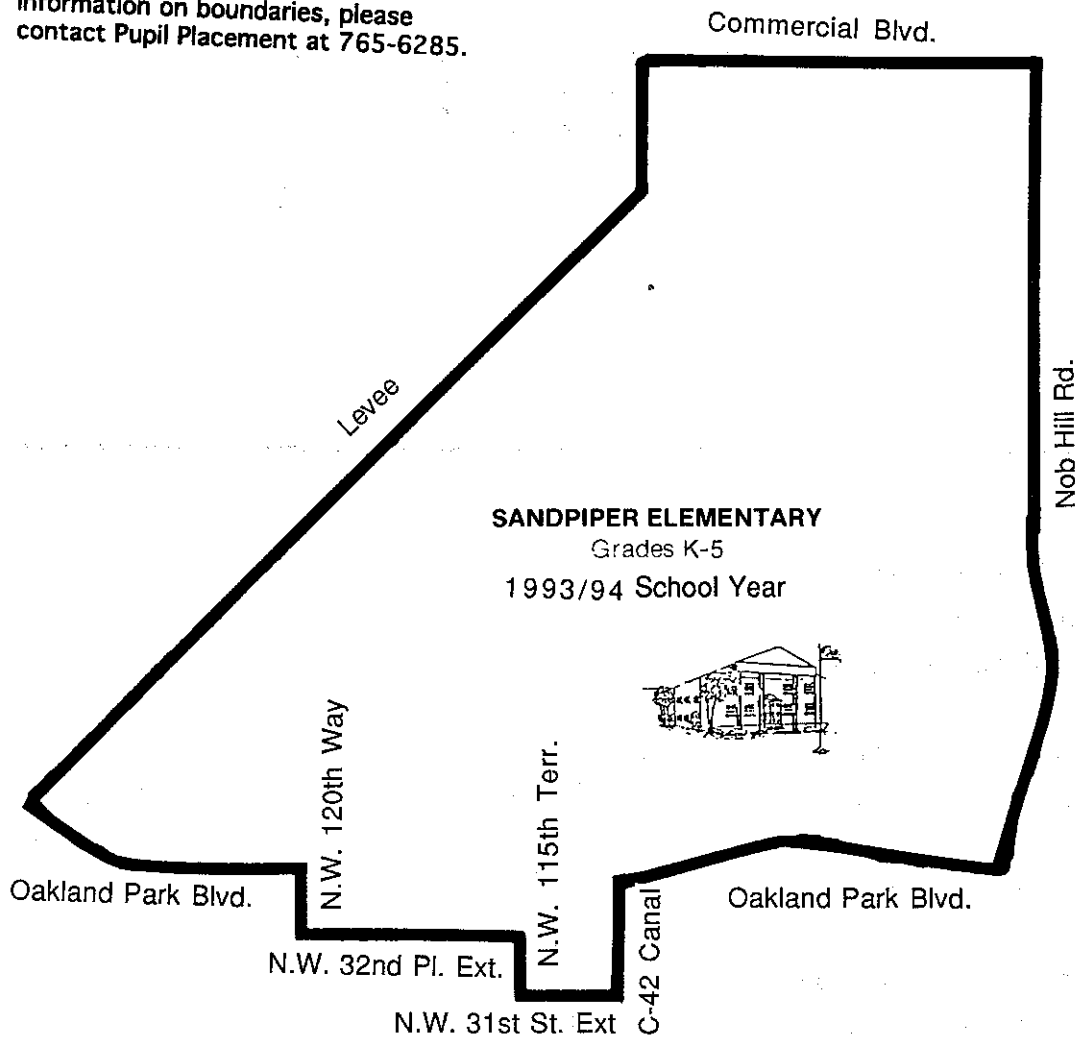 information on boundaries, please
contact Pupil Placement at 765-6285.
Commercial Blvd.
Levee
Nob Hill Rd.
SANDPIPER ELEMENTARY
Grades K-5
1993/94 School Year
N.W. 120th Way
N.W. 115th Terr.
Oakland Park Blvd.
C-42 Canal
Oakland Park Blvd.
N.W. 32nd Pl. Ext.
N.W. 31st St. Ext